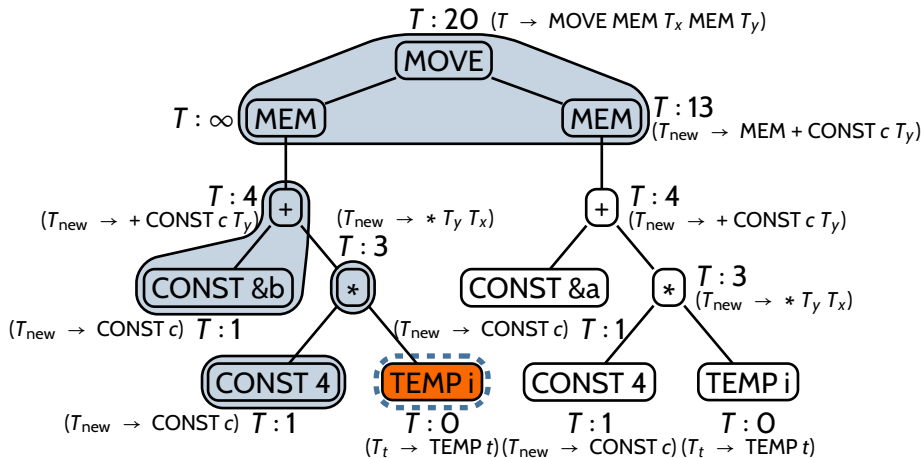 T : 20 (T → MOVE MEM Tx MEM Ty)
MOVE
T : ∞ MEM MEM T : 13
(Tnew → MEM + CONST c Ty)
T : 4 T : 4
(Tnew → + CONST c Ty) + (Tnew → * Ty Tx) + (Tnew → + CONST c Ty)
T : 3 T : 3
CONST &b * CONST &a * (Tnew → * Ty Tx)
(Tnew → CONST c) T : 1 (Tnew → CONST c) T : 1
CONST 4 TEMP i CONST 4 TEMP i
(Tnew → CONST c) T : 1 T : 0 T : 1 T : 0
(Tt → TEMP t) (Tnew → CONST c) (Tt → TEMP t)